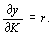 ∂y/∂K = r.